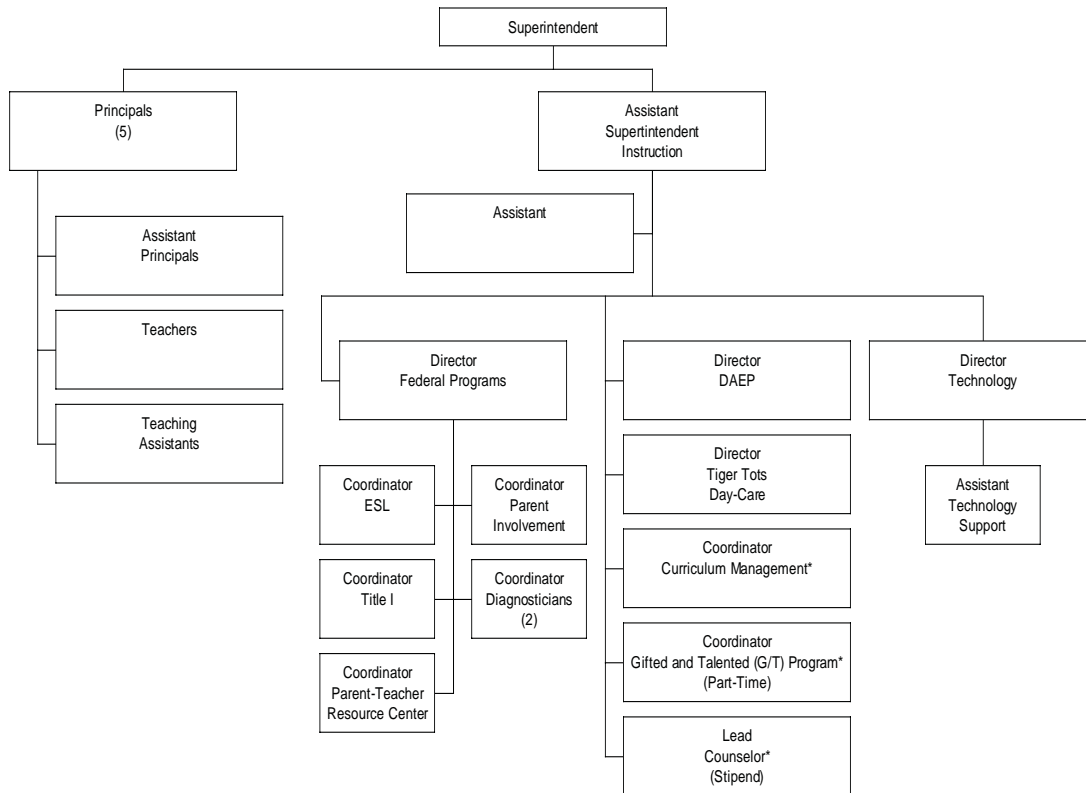 Superintendent
Principals
(5)
Assistant
Supertintendent
Instruction
Assistant
Assistant
Principals
Teachers
Teaching
Assistants
Director
Federal Programs
Director
DAEP
Director
Technology
Coordinator
ESL
Coordinator
Parent
Involvement
Director
Tiger Tots
Day-Care
Assistant
Technology
Support
Coordinator
Title I
Coordinator
Diagnosticians
(2)
Coordinator
Curriculum Management*
Coordinator
Parent-Teacher
Resource Center
Coordinator
Gifted and Talented (G/T) Program*
(Part-Time)
Lead
Counselor*
(Stipend)